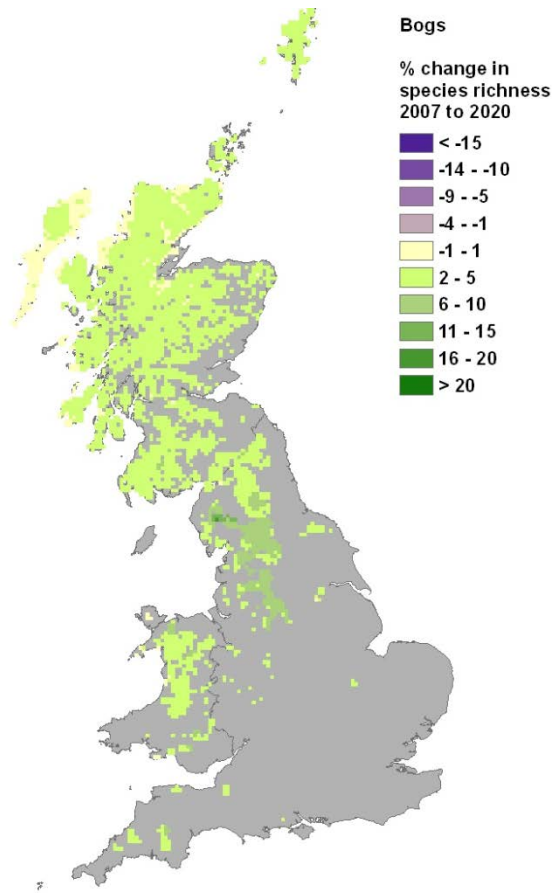 Bogs
% change in
species richness
2007 to 2020
< -15
-14 - -10
-9 - -5
-4 - -1
-1 - 1
2 - 5
6 - 10
11 - 15
16 - 20
> 20